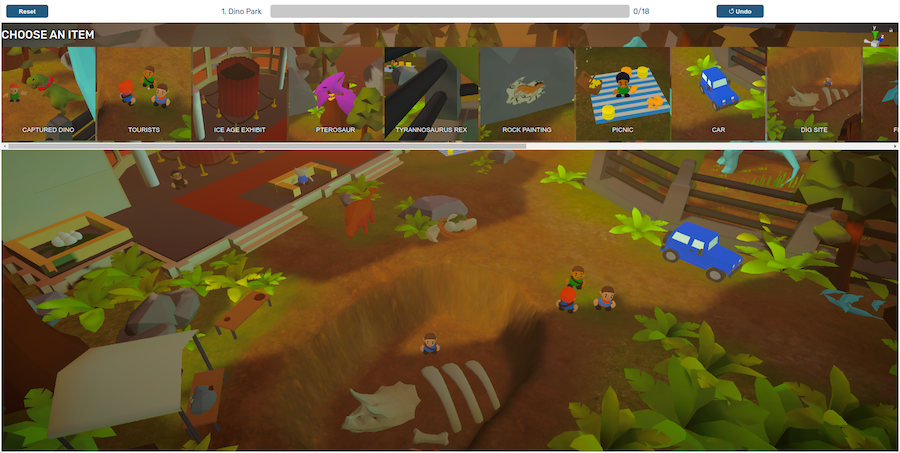 Reset
1. Dino Park
0/18
Undo
CHOOSE AN ITEM
y
CAPTURED DINO
TOURISTS
ICE AGE EXHIBIT
PTEROSAUR
TYRANNOSAURUS REX
ROCK PAINTING
PICNIC
CAR
DIG SITE